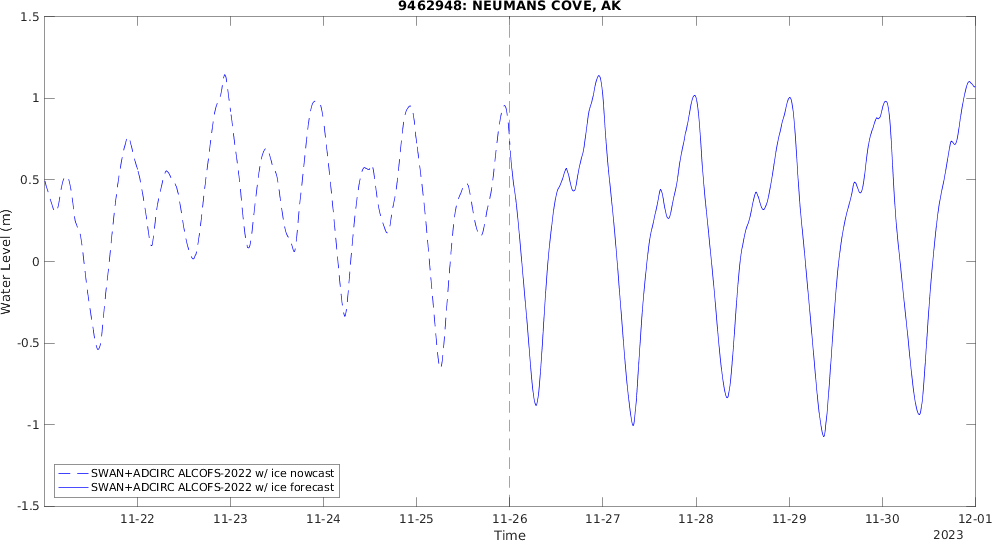 9462948: NEUMANS COVE, AK
1.5
1
0.5
0
-0.5
-1
-1.5
Water Level (m)
SWAN+ADCIRC ALCOFS-2022 w/ ice nowcast
SWAN+ADCIRC ALCOFS-2022 w/ ice forecast
11-22 11-23 11-24 11-25 11-26 11-27 11-28 11-29 11-30 12-01
Time
2023